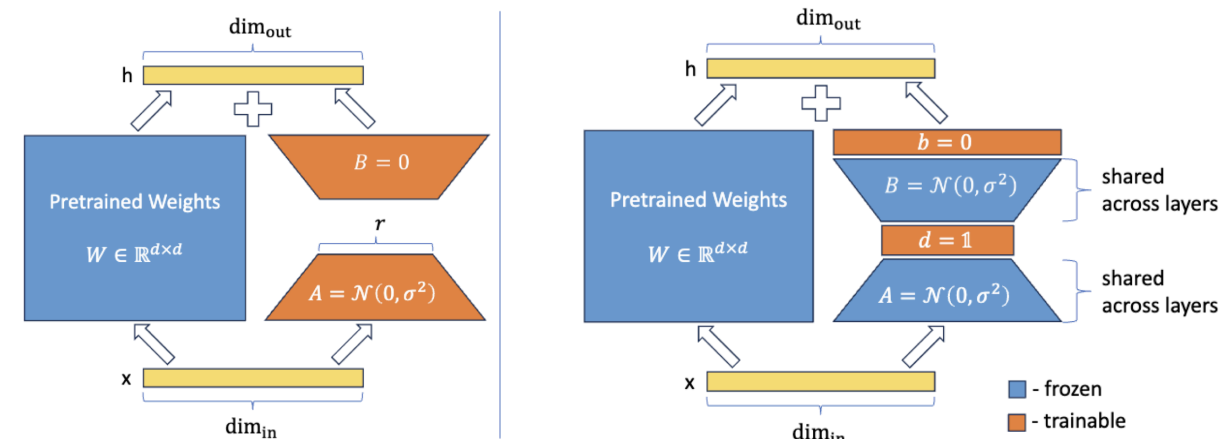 dim_out
h
B = 0
Pretrained Weights
W ∈ ℝ^{d×d}
r
A = 𝒩(0, σ²)
x
dim_in
dim_out
h
b = 0
Pretrained Weights
W ∈ ℝ^{d×d}
B = 𝒩(0, σ²)
shared
across layers
d = 𝟙
A = 𝒩(0, σ²)
shared
across layers
x
dim_in
- frozen
- trainable